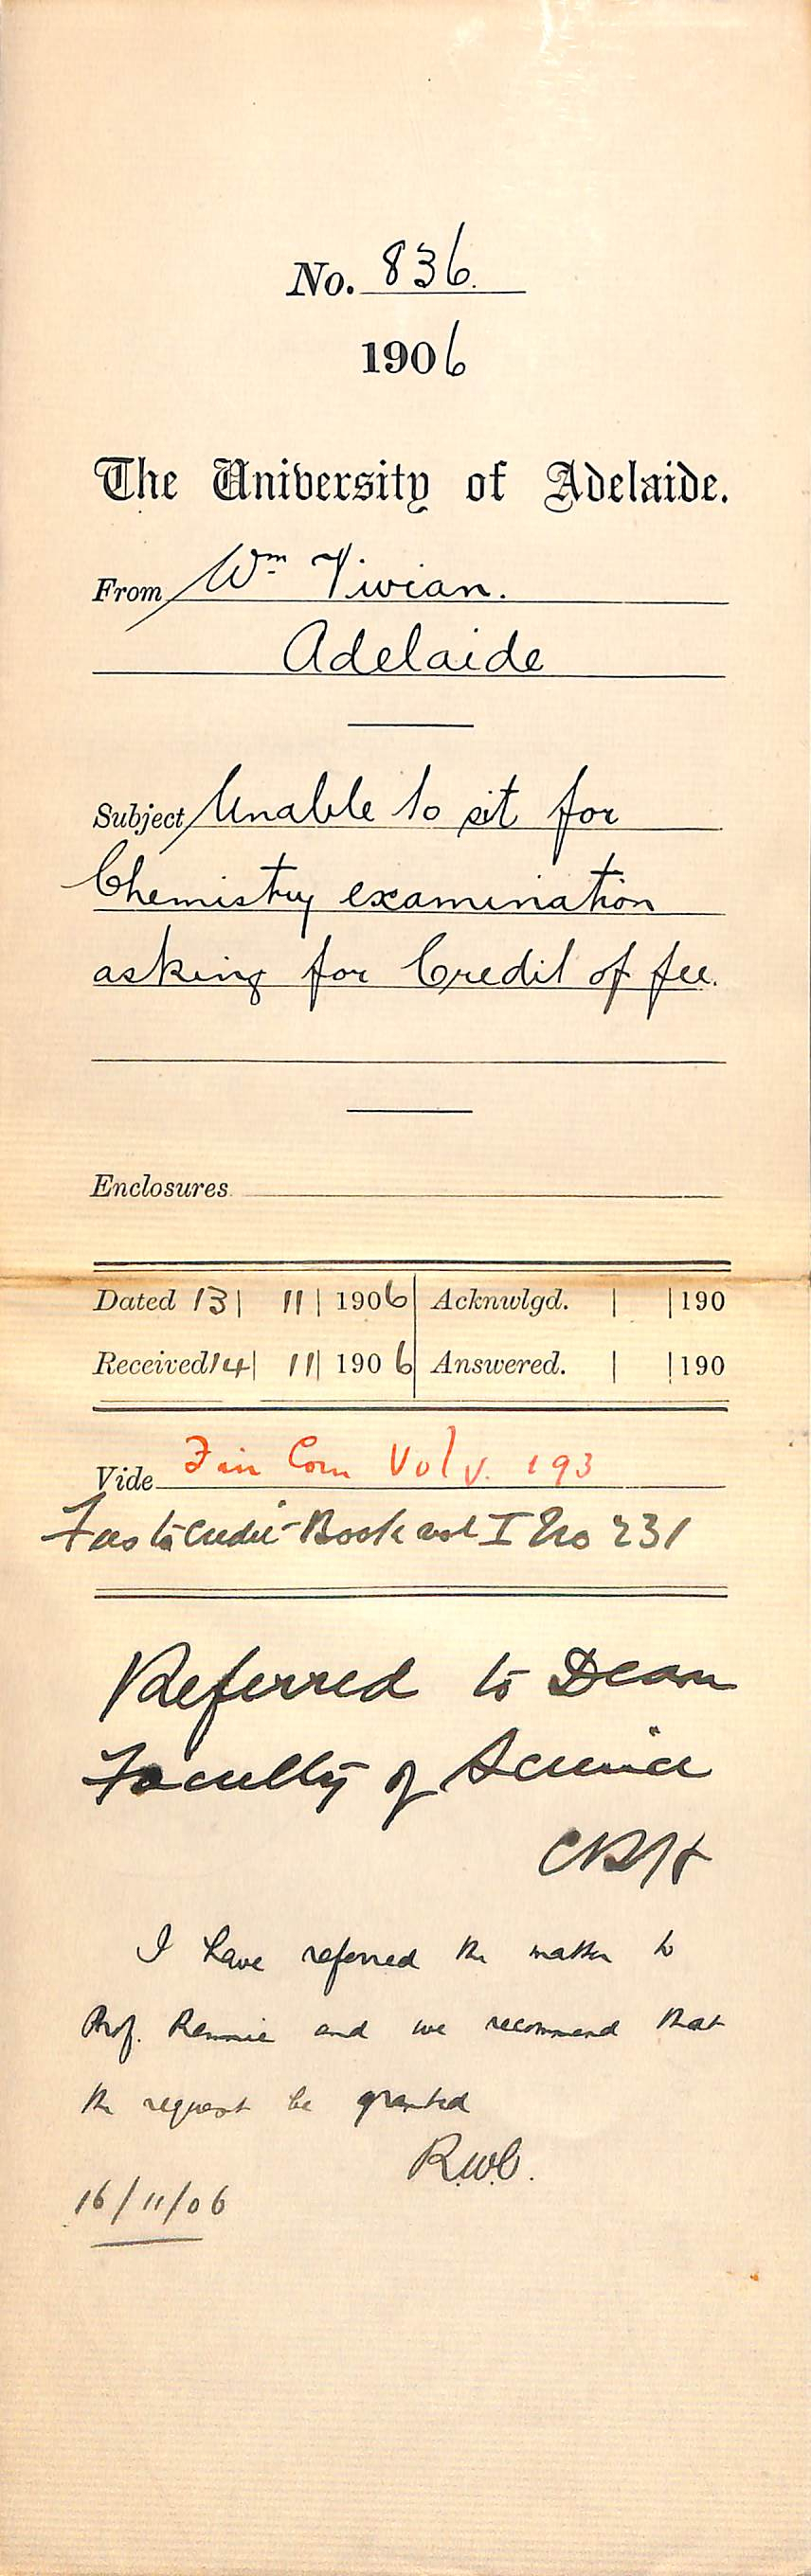 No. 836.
1906
The University of Adelaide.
From Wm Vivian.
Adelaide
Subject Unable to sit for
Chemistry examination
asking for Credit of fee.
Enclosures
Dated 13| 11| 1906 Acknwlgd. | |190
Received 14| 11| 1906 Answered. | |190
Vide Fin Com Vol V. 193
Fees to Credit Book vol I No 231
Referred to Dean
Faculty of Science
CRH
I have referred the matter to
Prof. Rennie and we recommend that
the request be granted
R.W.C.
16/11/06